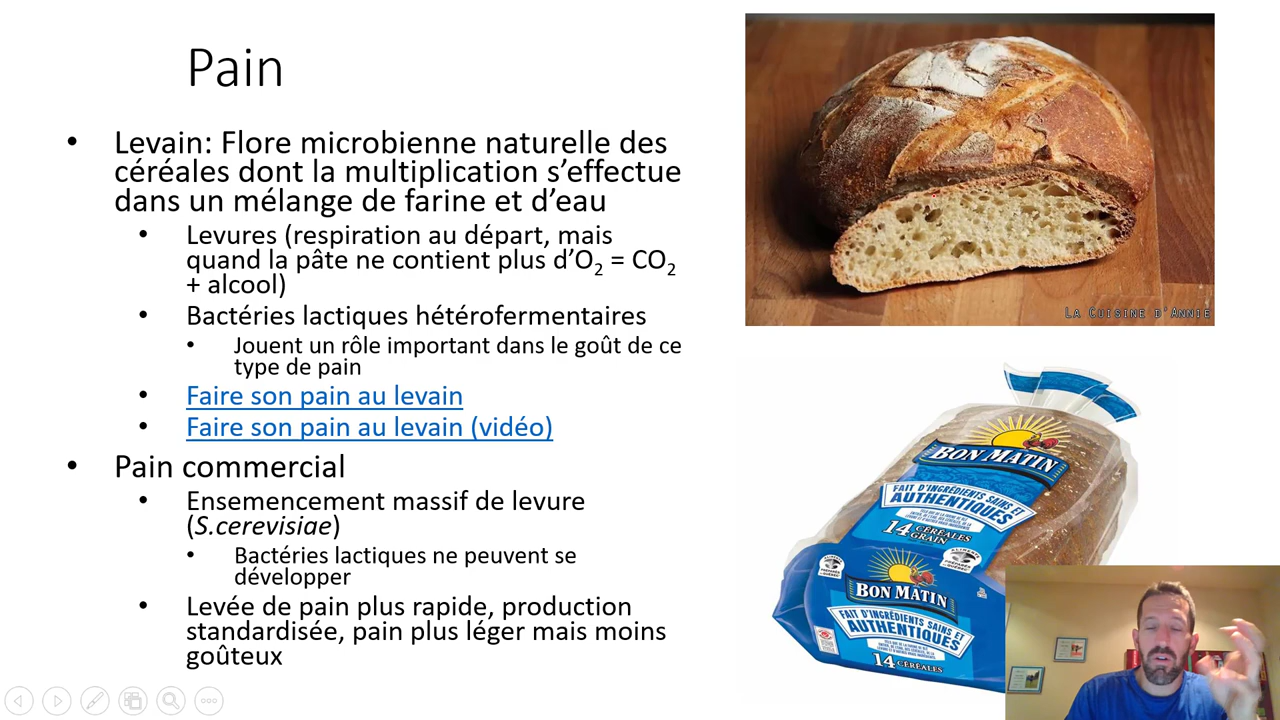 Pain
• Levain: Flore microbienne naturelle des
céréales dont la multiplication s’effectue
dans un mélange de farine et d’eau
• Levures (respiration au départ, mais
quand la pâte ne contient plus d’O₂ = CO₂
+ alcool)
• Bactéries lactiques hétérofermentaires
• Jouent un rôle important dans le goût de ce
type de pain
• Faire son pain au levain
• Faire son pain au levain (vidéo)
• Pain commercial
• Ensemencement massif de levure
(S.cerevisiae)
• Bactéries lactiques ne peuvent se
développer
• Levée de pain plus rapide, production
standardisée, pain plus léger mais moins
goûteux
LA CUISINE D'ANNIE
BON MATIN
FAIT D'INGRÉDIENTS SAINS ET
AUTHENTIQUES
14 CÉRÉALES
GRAIN
BON MATIN
FAIT D'INGRÉDIENTS SAINS ET
AUTHENTIQUES
14 CÉRÉALES